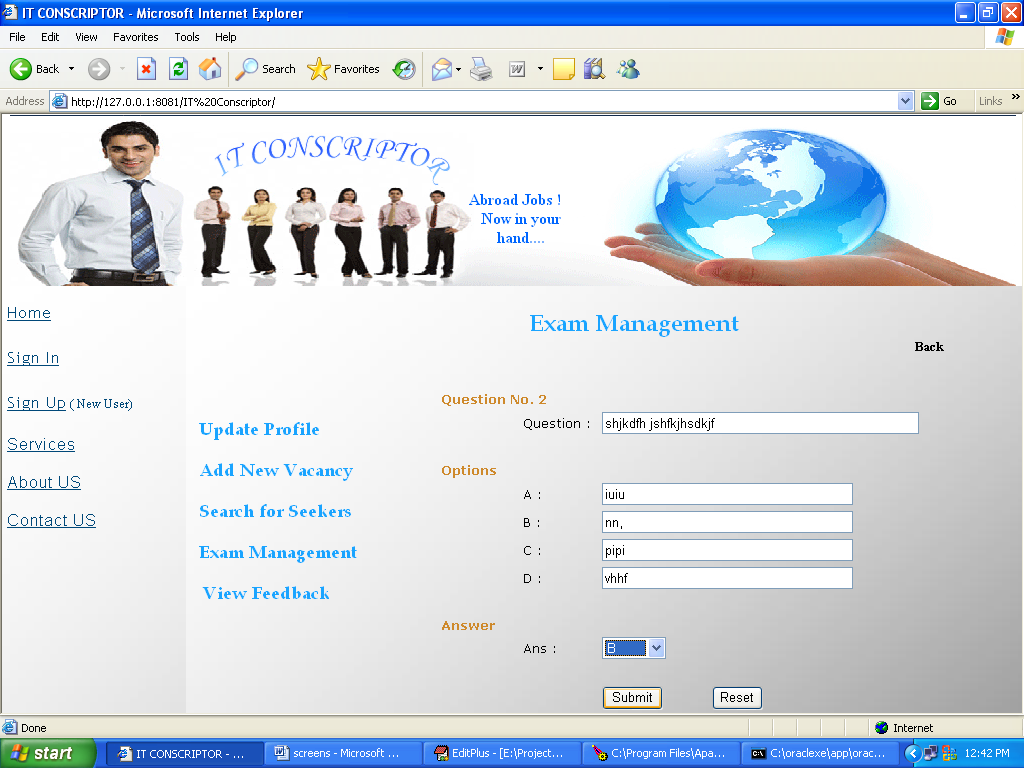 IT CONSCRIPTOR - Microsoft Internet Explorer
File Edit View Favorites Tools Help
Back Search Favorites W
Address http://127.0.0.1:8081/IT%20Conscriptor/ Go Links »
IT CONSCRIPTOR
Abroad Jobs !
Now in your
hand....
Home
Sign In
Sign Up ( New User)
Services
About US
Contact US
Update Profile
Add New Vacancy
Search for Seekers
Exam Management
View Feedback
Exam Management
Back
Question No. 2
Question : shjkdfh jshfkjhsdkjf
Options
A : iuiu
B : nn,
C : pipi
D : vhhf
Answer
Ans : B
Submit Reset
Done Internet
start IT CONSCRIPTOR - ... screens - Microsoft ... EditPlus - [E:\Project... C:\Program Files\Apa... C:\oraclexe\app\orac... 12:42 PM